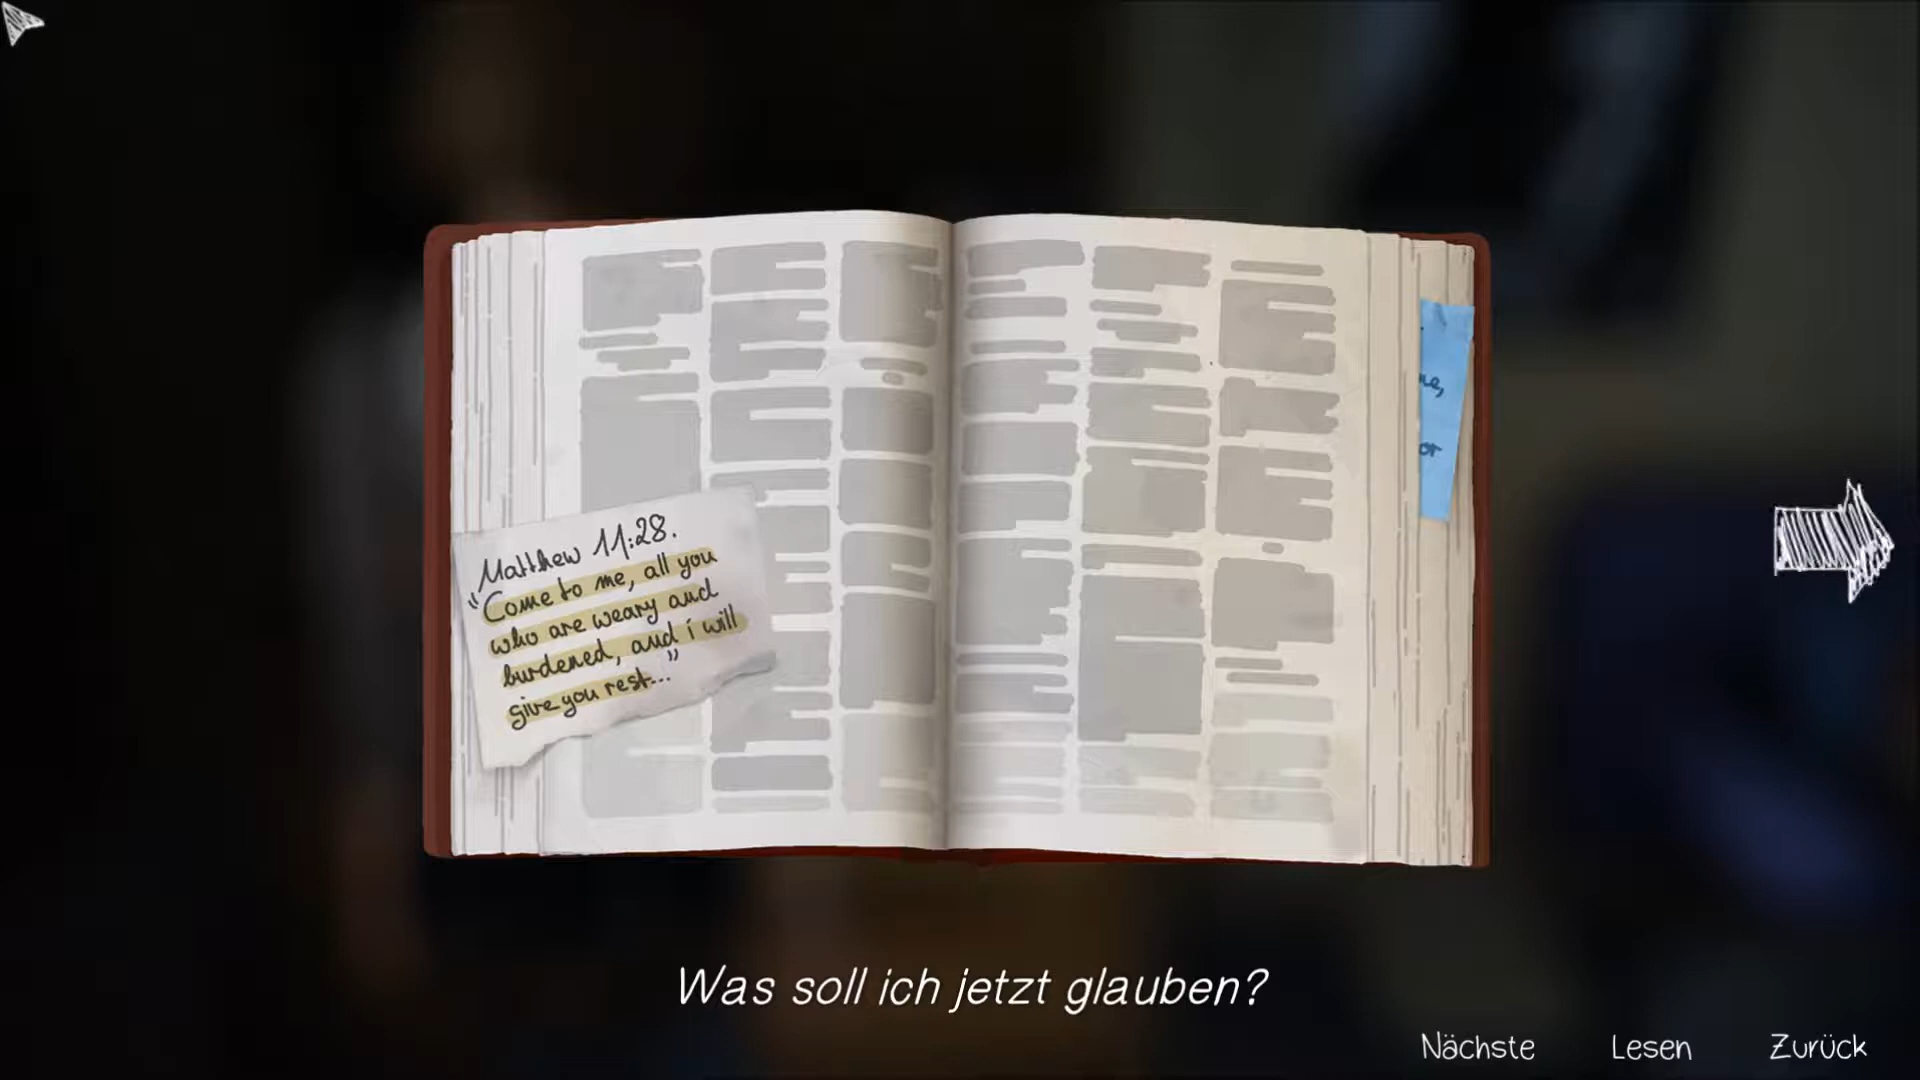 Matthew 11:28.
"Come to me, all you
who are weary and
burdened, and i will
give you rest..."
or
Was soll ich jetzt glauben?
Nächste Lesen Zurück